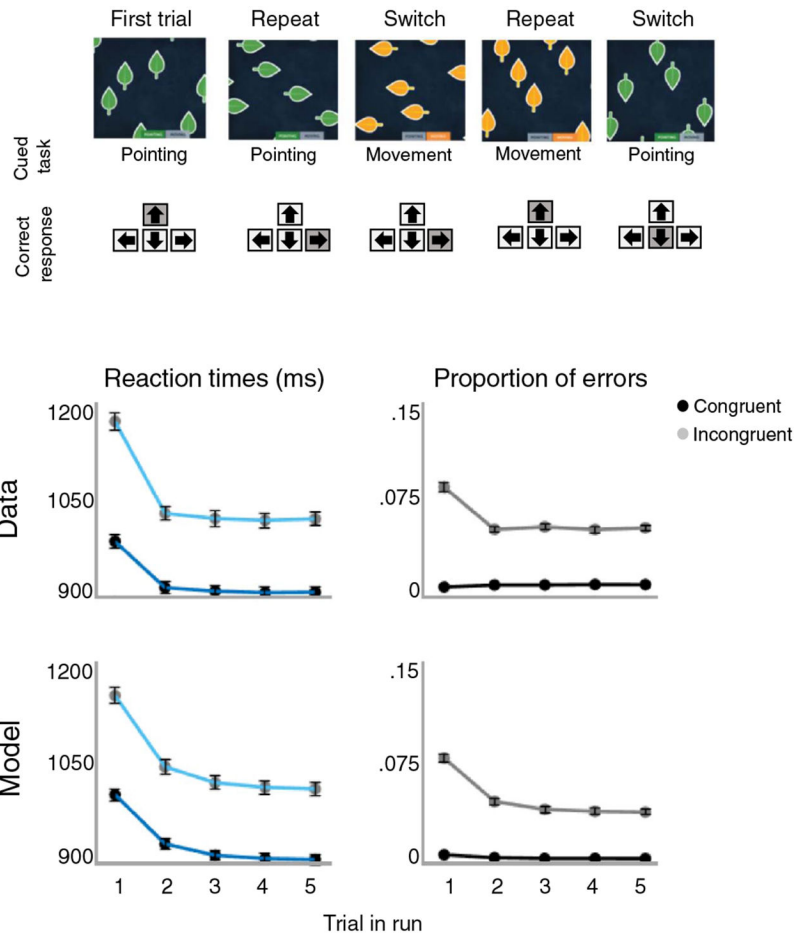 First trial Repeat Switch Repeat Switch
Cued task
Pointing Pointing Movement Movement Pointing
Correct response
Reaction times (ms) Proportion of errors
Congruent
Incongruent
Data
1200
1050
900
.15
.075
0
Model
1200
1050
900
.15
.075
0
1 2 3 4 5 1 2 3 4 5
Trial in run